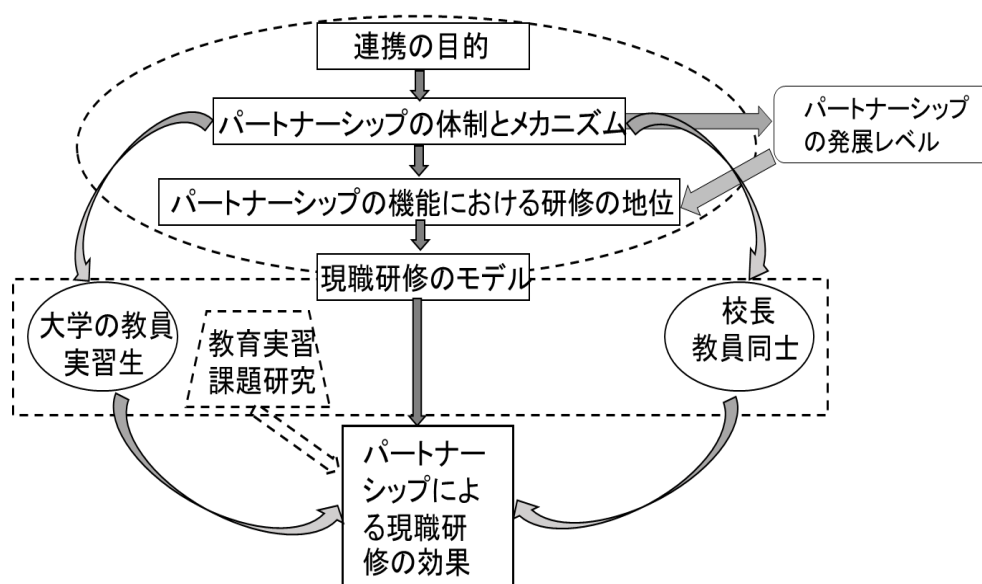 連携の目的
パートナーシップの体制とメカニズム
パートナーシップ
の発展レベル
パートナーシップの機能における研修の地位
現職研修のモデル
大学の教員
実習生
教育実習
課題研究
校長
教員同士
パートナー
シップによ
る現職研
修の効果